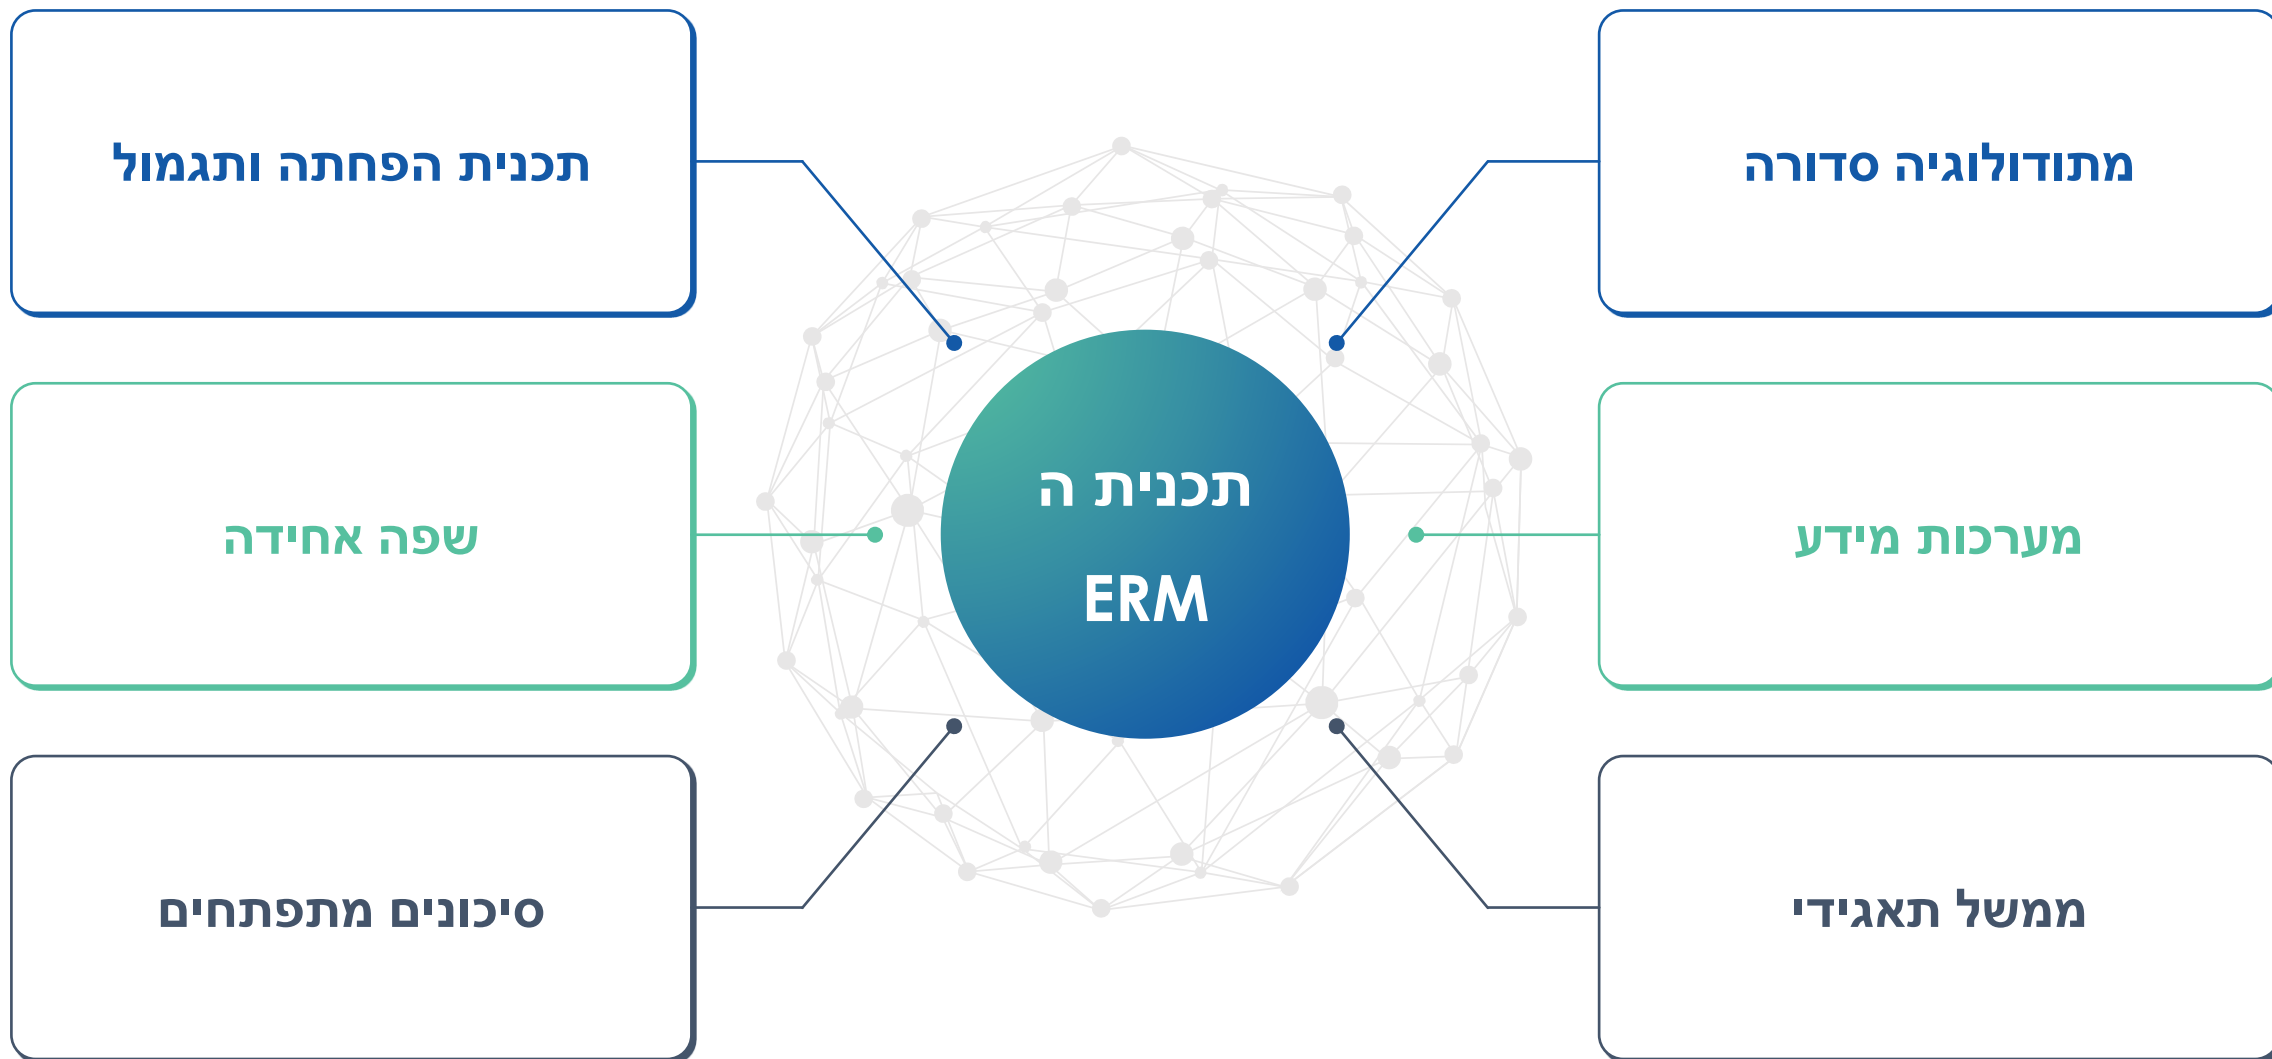 מתודולוגיה סדורה
תכנית הפחתה ותגמול
תכנית ה
ERM
מערכות מידע
שפה אחידה
ממשל תאגידי
סיכונים מתפתחים